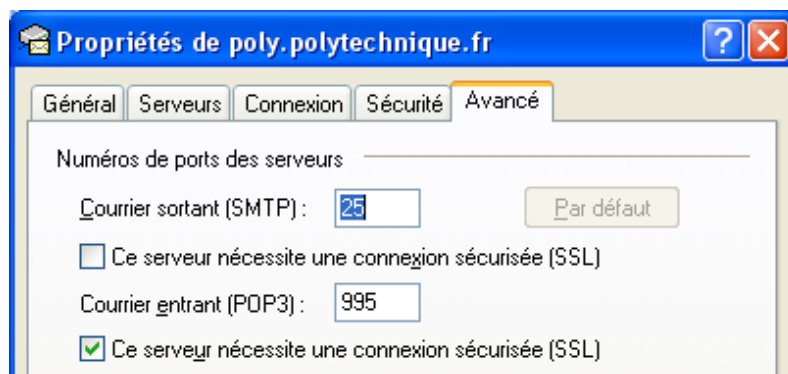 Propriétés de poly.polytechnique.fr
Général Serveurs Connexion Sécurité Avancé
Numéros de ports des serveurs
Courrier sortant (SMTP) : 25 Par défaut
Ce serveur nécessite une connexion sécurisée (SSL)
Courrier entrant (POP3) : 995
Ce serveur nécessite une connexion sécurisée (SSL)